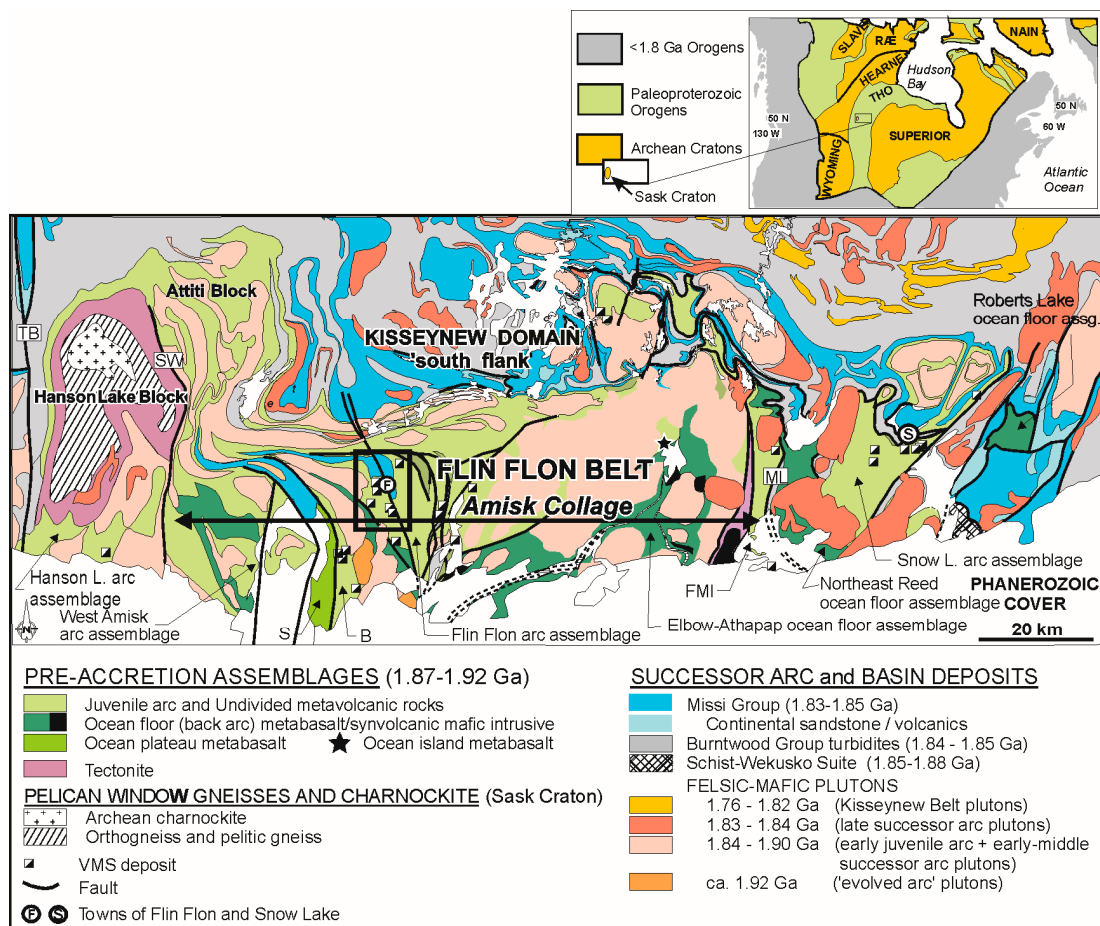 <1.8 Ga Orogens
Paleoproterozoic
Orogens
Archean Cratons
Sask Craton
SLAVE
RÆ
NAIN
HEARNE
Hudson
Bay
THO
SUPERIOR
WYOMING
50 N
130 W
50 N
60 W
Atlantic
Ocean
Attiti Block
TB
SW
Hanson Lake Block
KISSEYNEW DOMAIN
'south flank'
Roberts Lake
ocean floor assg.
e
S
F
FLIN FLON BELT
Amisk Collage
ML
Hanson L. arc
assemblage
West Amisk
arc assemblage
N
S
B
Flin Flon arc assemblage
FMI
Elbow-Athapap ocean floor assemblage
Northeast Reed
ocean floor assemblage
Snow L. arc assemblage
PHANEROZOIC
COVER
20 km
PRE-ACCRETION ASSEMBLAGES (1.87-1.92 Ga)
Juvenile arc and Undivided metavolcanic rocks
Ocean floor (back arc) metabasalt/synvolcanic mafic intrusive
Ocean plateau metabasalt
Ocean island metabasalt
Tectonite
PELICAN WINDOW GNEISSES AND CHARNOCKITE (Sask Craton)
Archean charnockite
Orthogneiss and pelitic gneiss
VMS deposit
Fault
F S Towns of Flin Flon and Snow Lake
SUCCESSOR ARC and BASIN DEPOSITS
Missi Group (1.83-1.85 Ga)
Continental sandstone / volcanics
Burntwood Group turbidites (1.84 - 1.85 Ga)
Schist-Wekusko Suite (1.85-1.88 Ga)
FELSIC-MAFIC PLUTONS
1.76 - 1.82 Ga (Kisseynew Belt plutons)
1.83 - 1.84 Ga (late successor arc plutons)
1.84 - 1.90 Ga (early juvenile arc + early-middle
successor arc plutons)
ca. 1.92 Ga ('evolved arc' plutons)